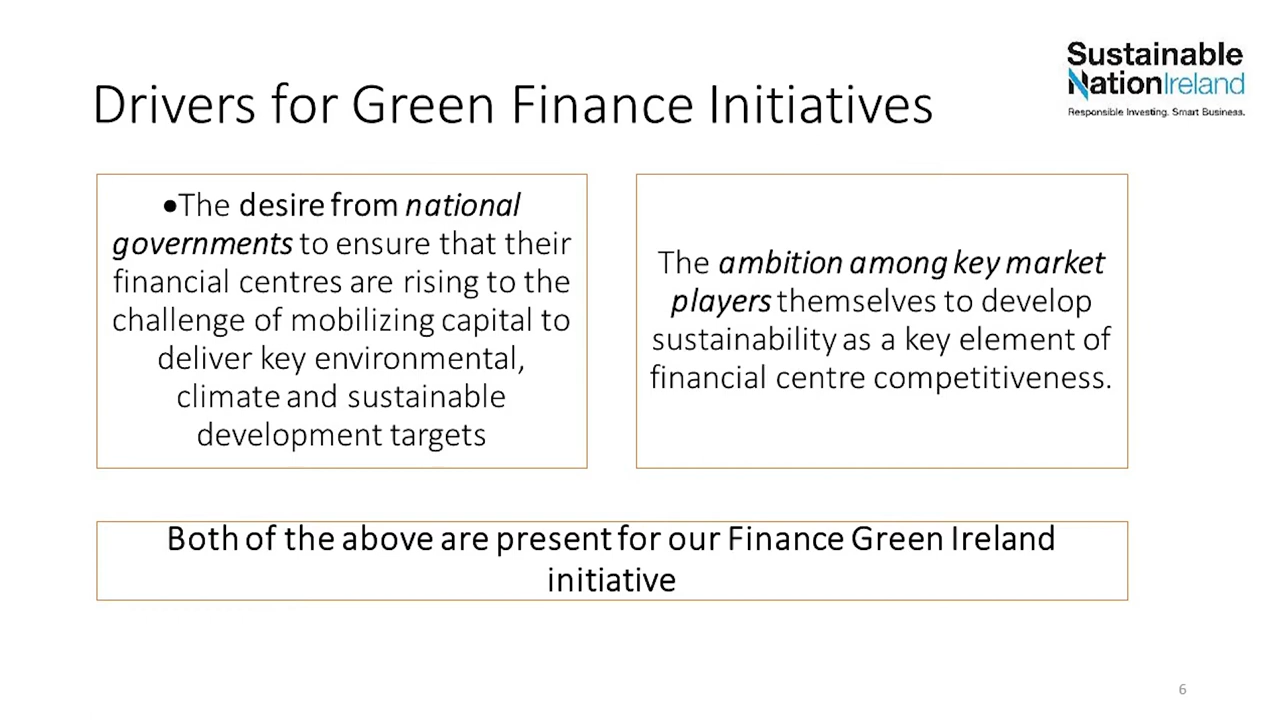 Sustainable
NationIreland
Responsible Investing. Smart Business.
Drivers for Green Finance Initiatives
•The desire from national
governments to ensure that their
financial centres are rising to the
challenge of mobilizing capital to
deliver key environmental,
climate and sustainable
development targets
The ambition among key market
players themselves to develop
sustainability as a key element of
financial centre competitiveness.
Both of the above are present for our Finance Green Ireland
initiative
6